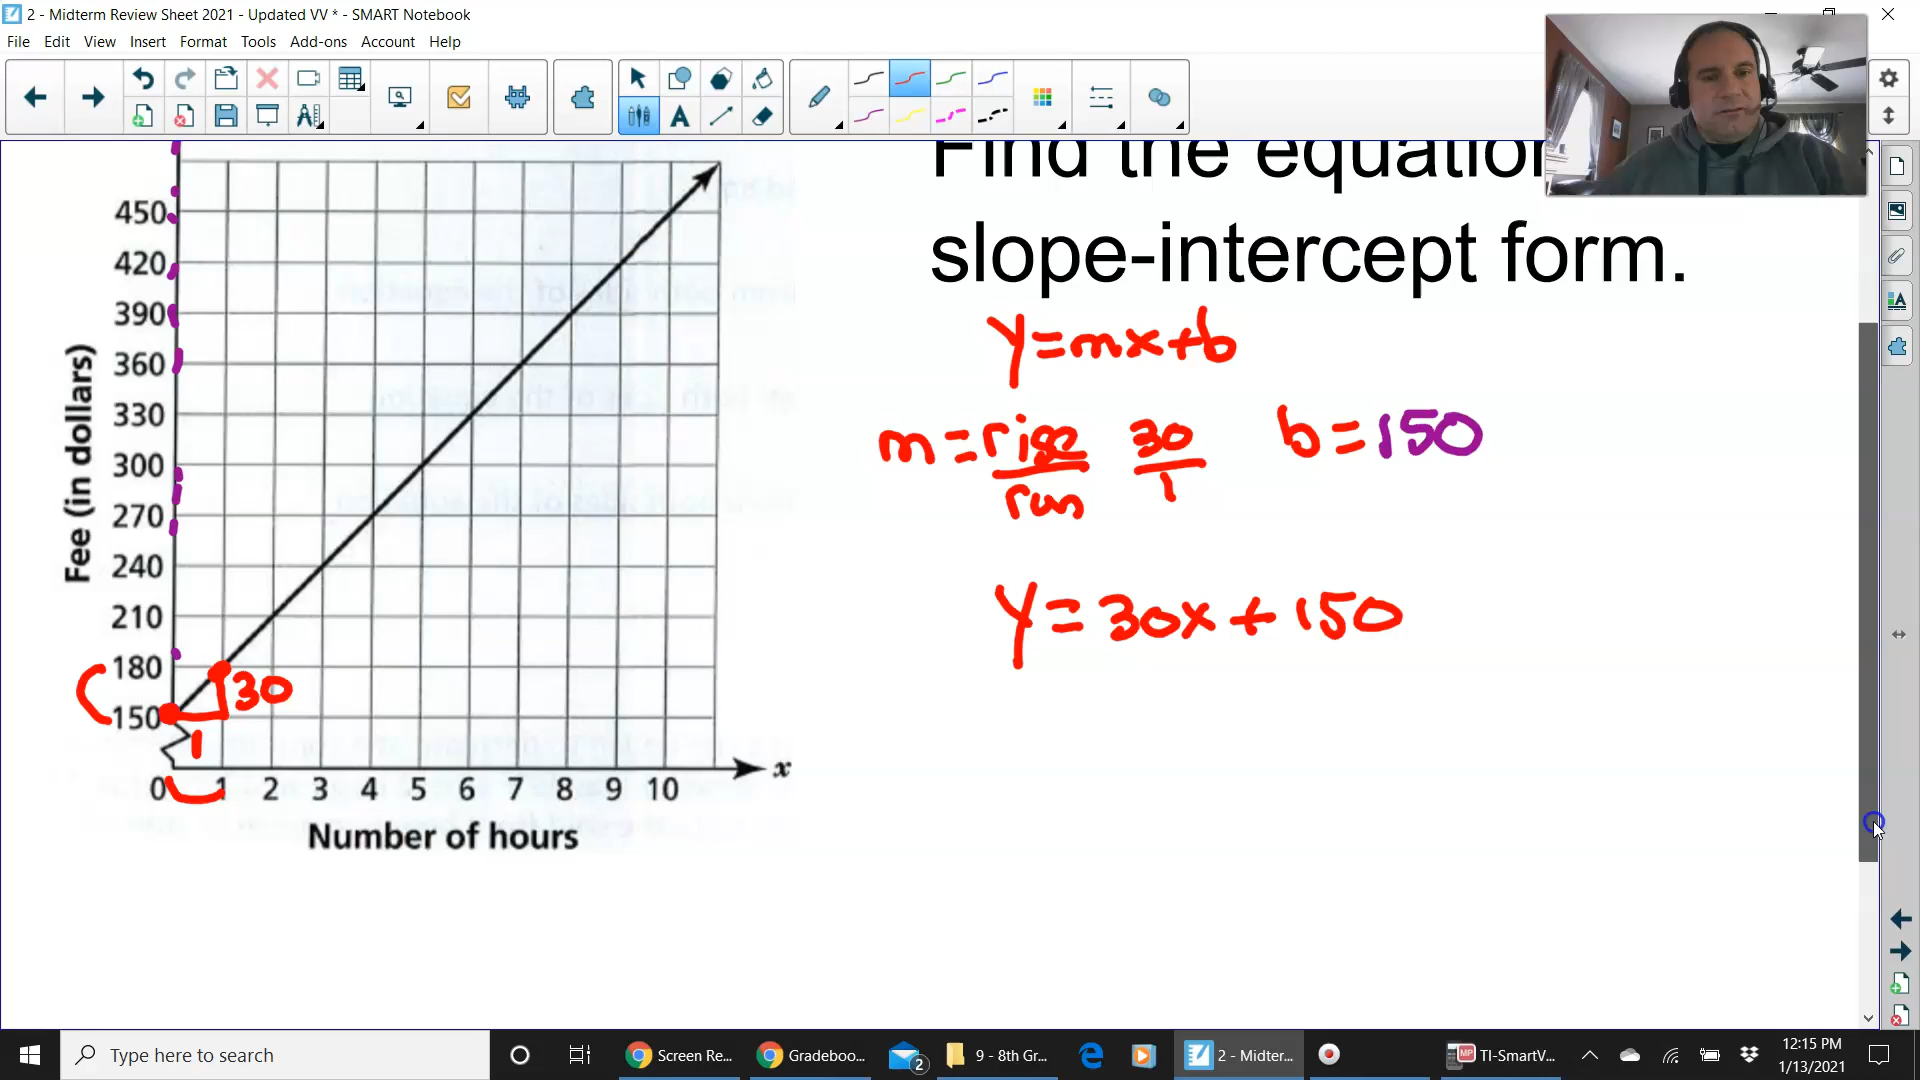 2 - Midterm Review Sheet 2021 - Updated VV * - SMART Notebook
File Edit View Insert Format Tools Add-ons Account Help
Find the equation
slope-intercept form.
y=mx+b
m=rise/run 30/1 b=150
y=30x+150
Fee (in dollars)
450
420
390
360
330
300
270
240
210
180
150
30
1
0 1 2 3 4 5 6 7 8 9 10 x
Number of hours
Type here to search
Screen Re...
Gradeboo...
2
9 - 8th Gr...
2 - Midter...
TI-SmartV...
12:15 PM
1/13/2021